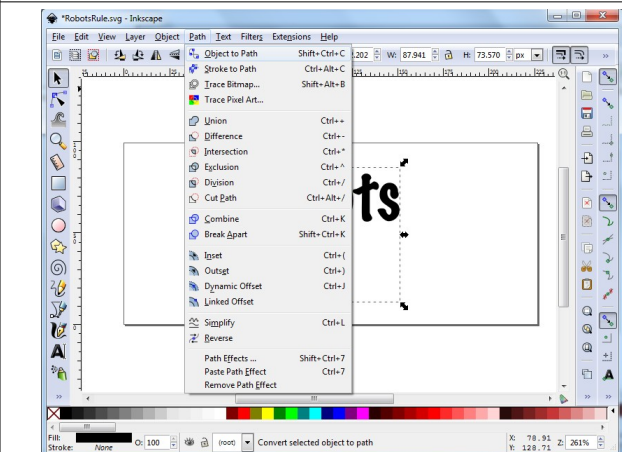 *RobotsRule.svg - Inkscape
File Edit View Layer Object Path Text Filters Extensions Help
.202 W: 87.941 H: 73.570 px
Object to Path Shift+Ctrl+C
Stroke to Path Ctrl+Alt+C
Trace Bitmap... Shift+Alt+B
Trace Pixel Art...
Union Ctrl++
Difference Ctrl+-
Intersection Ctrl+*
Exclusion Ctrl+^
Division Ctrl+/
Cut Path Ctrl+Alt+/
Combine Ctrl+K
Break Apart Shift+Ctrl+K
Inset Ctrl+(
Outset Ctrl+)
Dynamic Offset Ctrl+J
Linked Offset
Simplify Ctrl+L
Reverse
Path Effects ... Shift+Ctrl+7
Paste Path Effect Ctrl+7
Remove Path Effect
ots
Fill:
Stroke: None
O: 100
(root)
Convert selected object to path
X: 78.91
Y: 128.71
Z: 261%